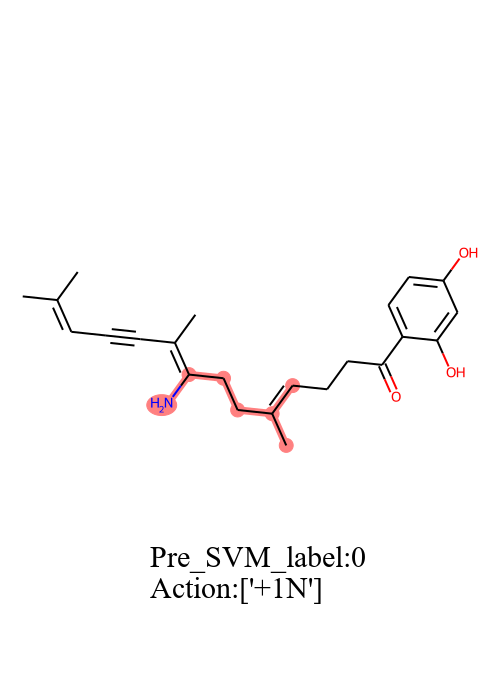 OH
H2N
OH
O
Pre_SVM_label:0
Action:['+1N']